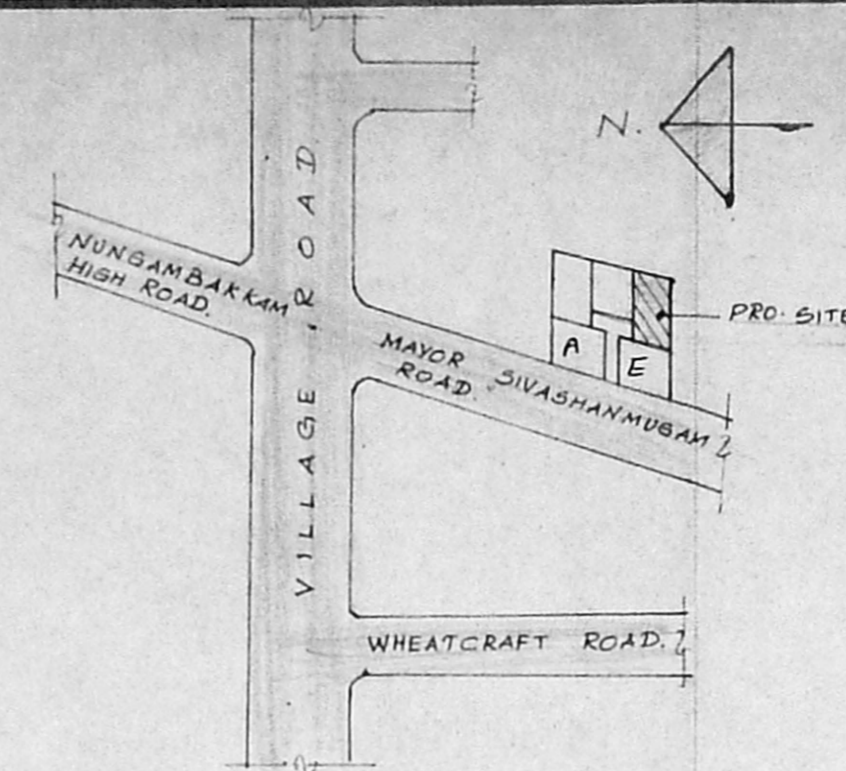 N.
VILLAGE ROAD.
NUNGAMBAKKAM
HIGH ROAD.
PRO. SITE
A
E
MAYOR SIVASHANMUGAM
ROAD.
WHEATCRAFT ROAD.